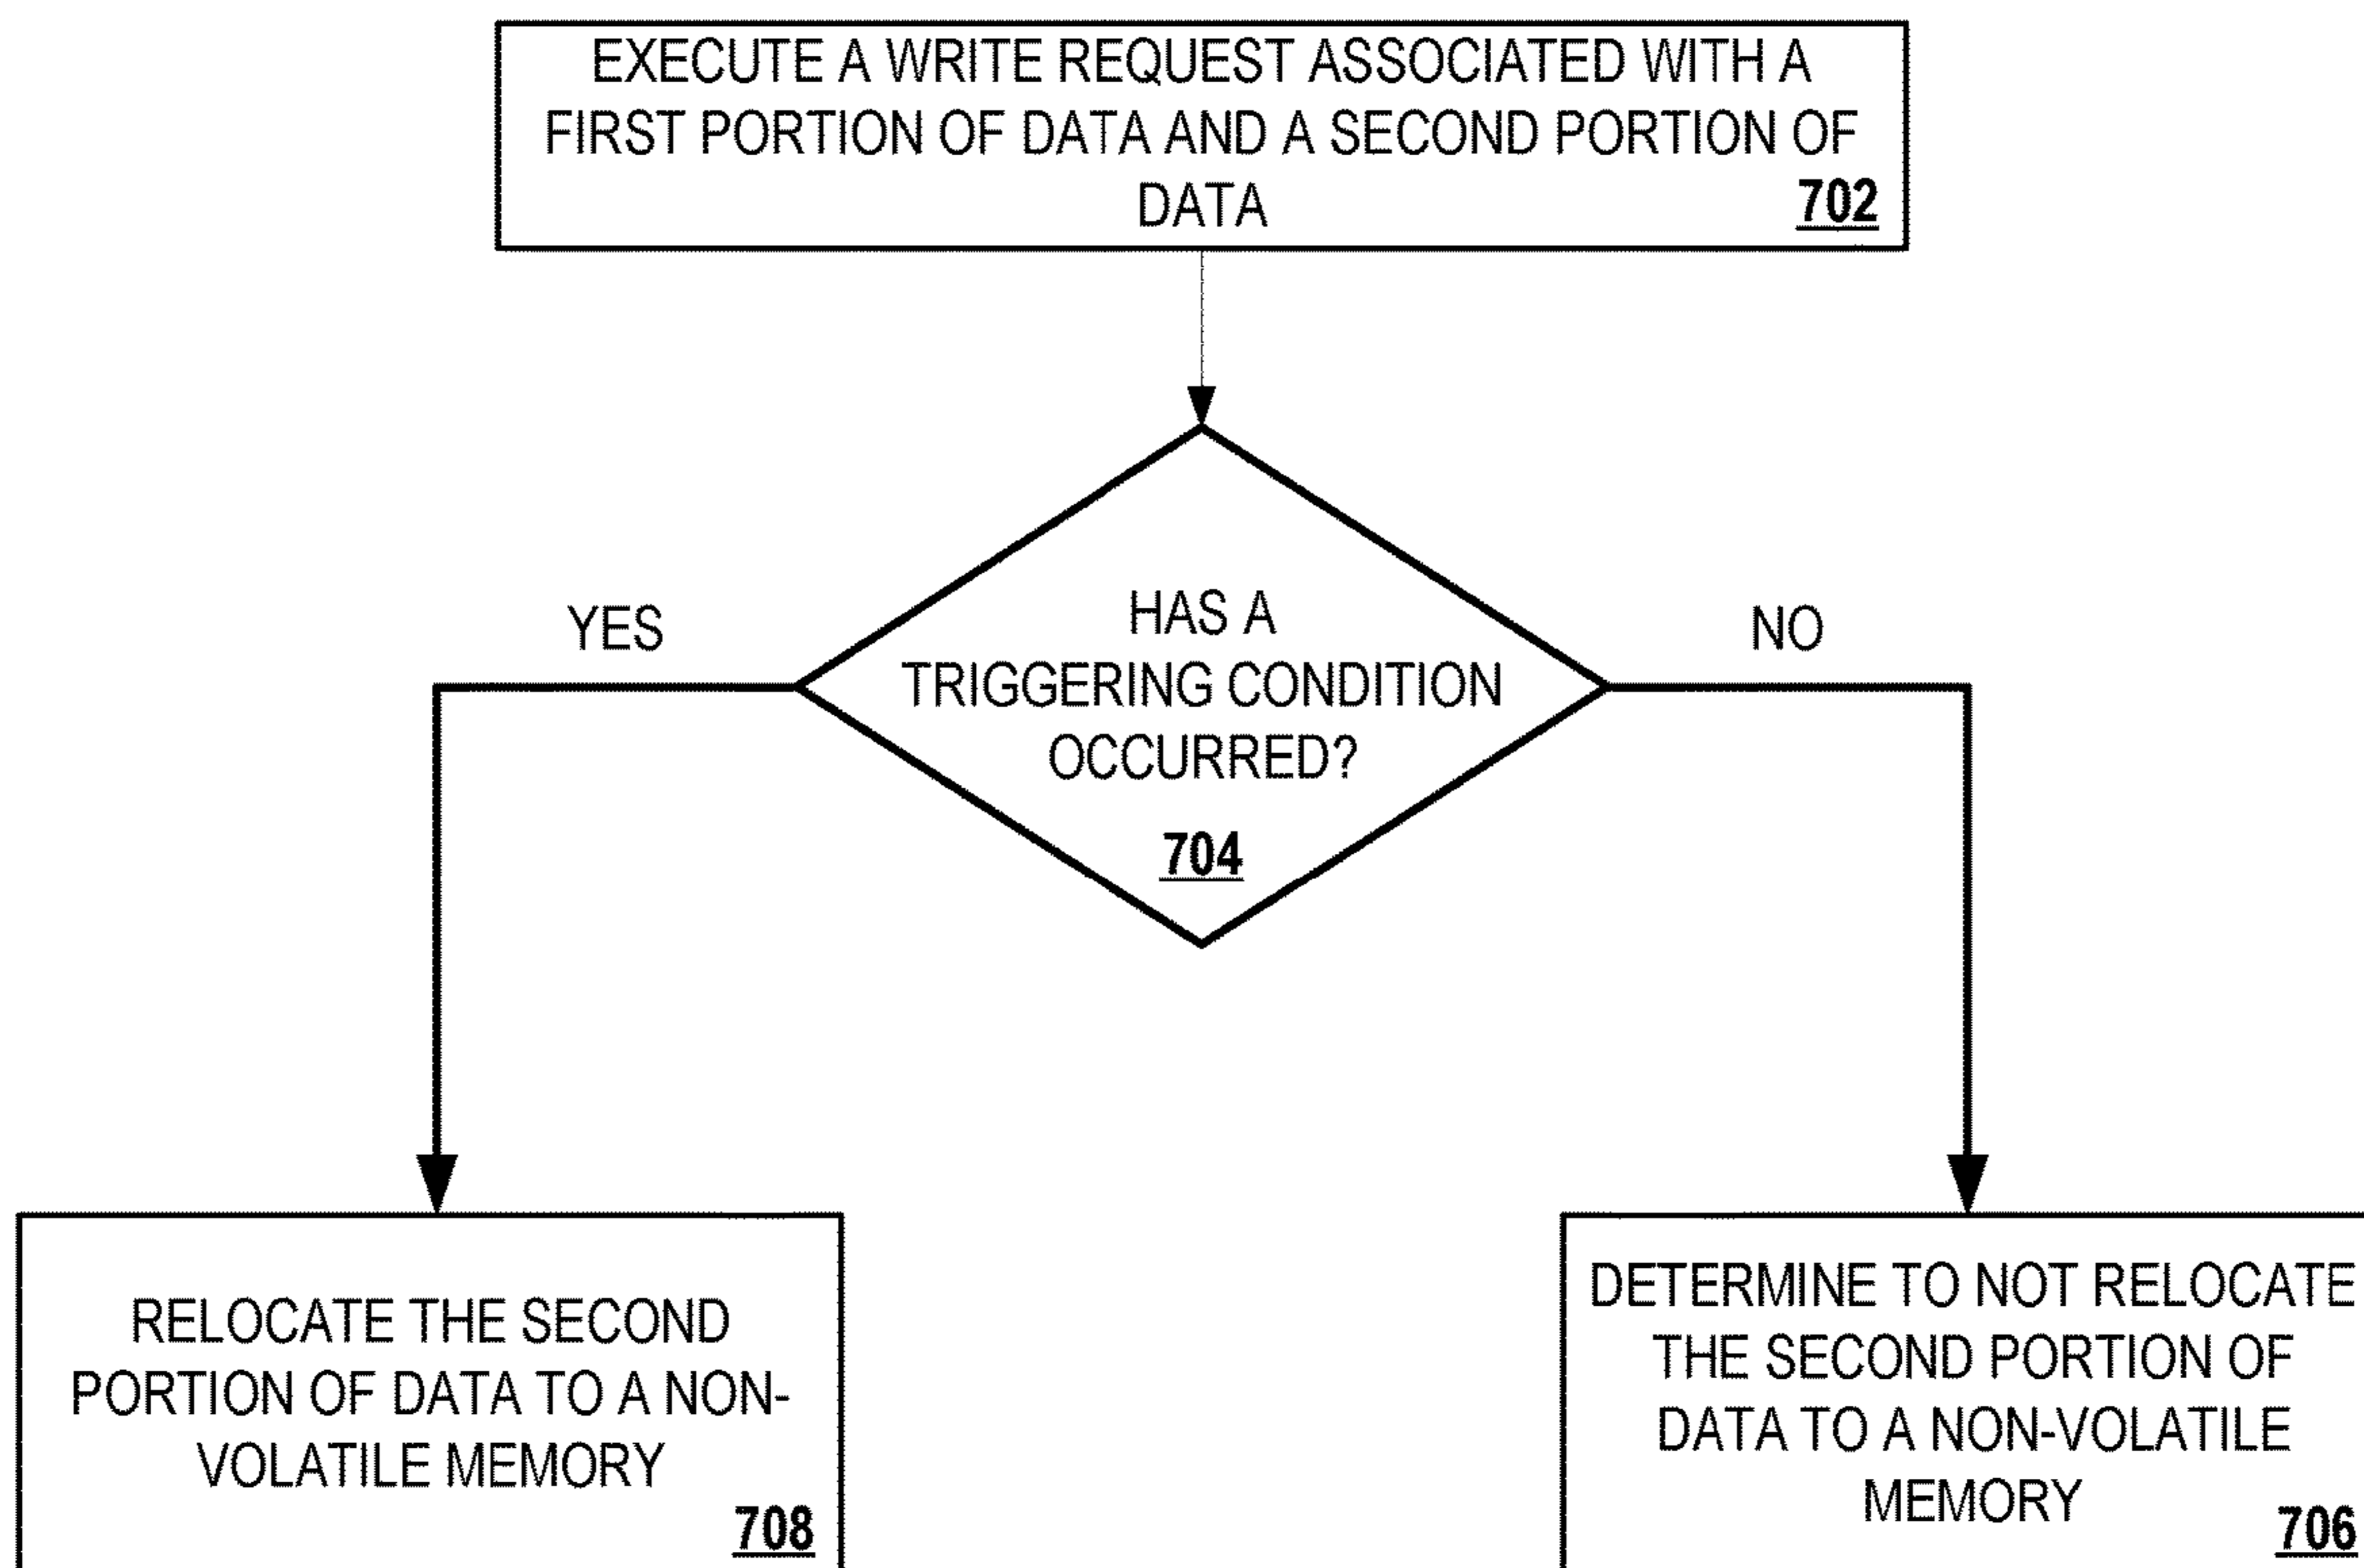 EXECUTE A WRITE REQUEST ASSOCIATED WITH A
FIRST PORTION OF DATA AND A SECOND PORTION OF
DATA
702
HAS A
TRIGGERING CONDITION
OCCURRED?
704
YES
NO
RELOCATE THE SECOND
PORTION OF DATA TO A NON-
VOLATILE MEMORY
708
DETERMINE TO NOT RELOCATE
THE SECOND PORTION OF
DATA TO A NON-VOLATILE
MEMORY
706